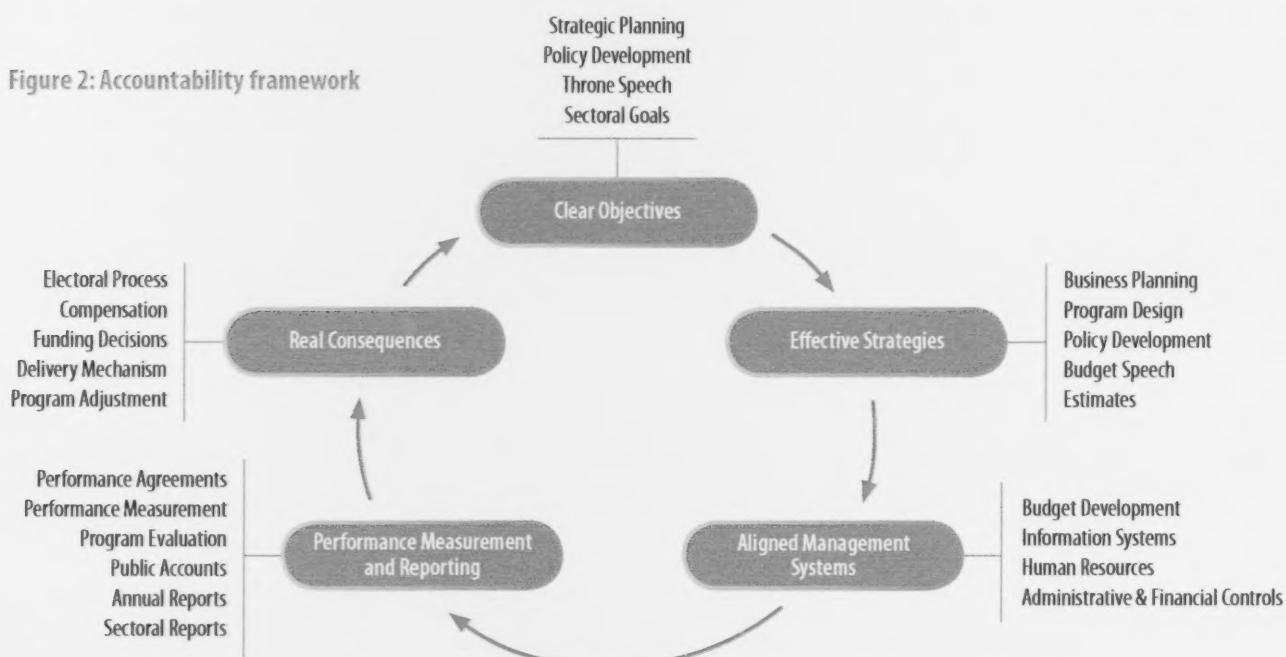 Figure 2: Accountability framework
Strategic Planning
Policy Development
Throne Speech
Sectoral Goals
Clear Objectives
Business Planning
Program Design
Policy Development
Budget Speech
Estimates
Effective Strategies
Budget Development
Information Systems
Human Resources
Administrative & Financial Controls
Aligned Management
Systems
Performance Agreements
Performance Measurement
Program Evaluation
Public Accounts
Annual Reports
Sectoral Reports
Performance Measurement
and Reporting
Electoral Process
Compensation
Funding Decisions
Delivery Mechanism
Program Adjustment
Real Consequences